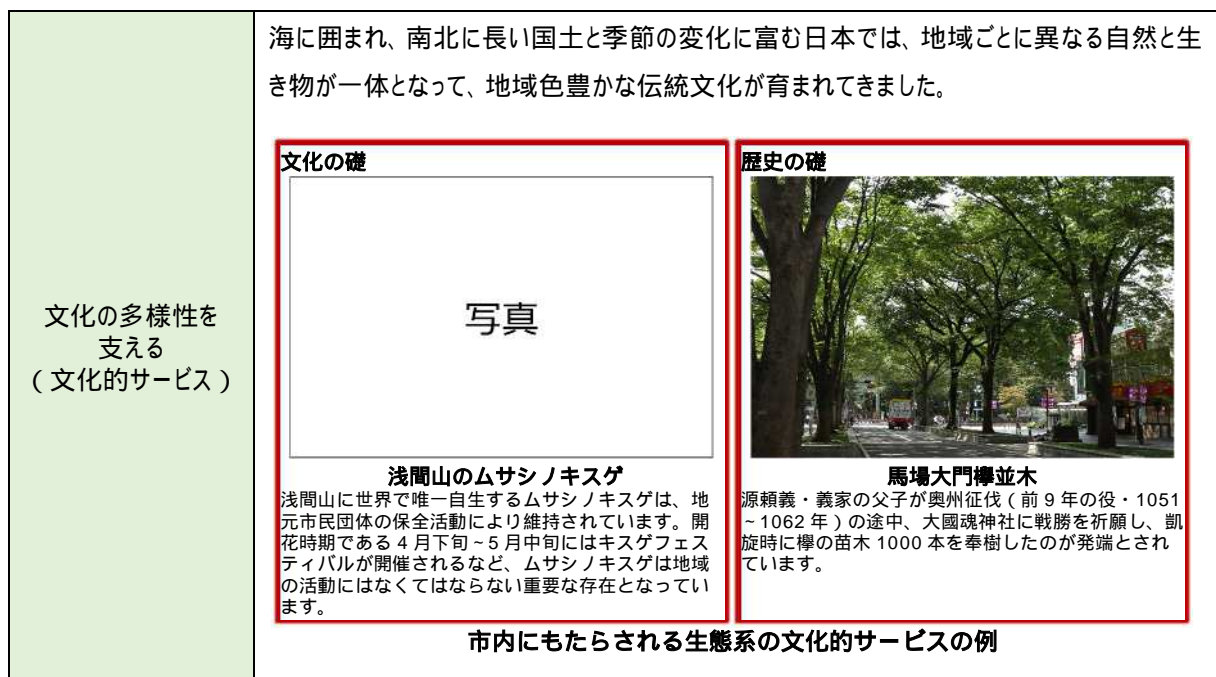 海に囲まれ、南北に長い国土と季節の変化に富む日本では、地域ごとに異なる自然と生
き物が一体となって、地域色豊かな伝統文化が育まれてきました。
文化の多様性を
支える
(文化的サービス)
文化の礎
写真
浅間山のムサシノキスゲ
浅間山に世界で唯一自生するムサシノキスゲは、地
元市民団体の保全活動により維持されています。開
花時期である4月下旬~5月中旬にはキスゲフェス
ティバルが開催されるなど、ムサシノキスゲは地域
の活動にはなくてはならない重要な存在となってい
ます。
歴史の礎
馬場大門欅並木
源頼義・義家の父子が奥州征伐(前9年の役・1051
~1062年)の途中、大國魂神社に戦勝を祈願し、凱
旋時に欅の苗木1000本を奉樹したのが発端とされ
ています。
市内にもたらされる生態系の文化的サービスの例